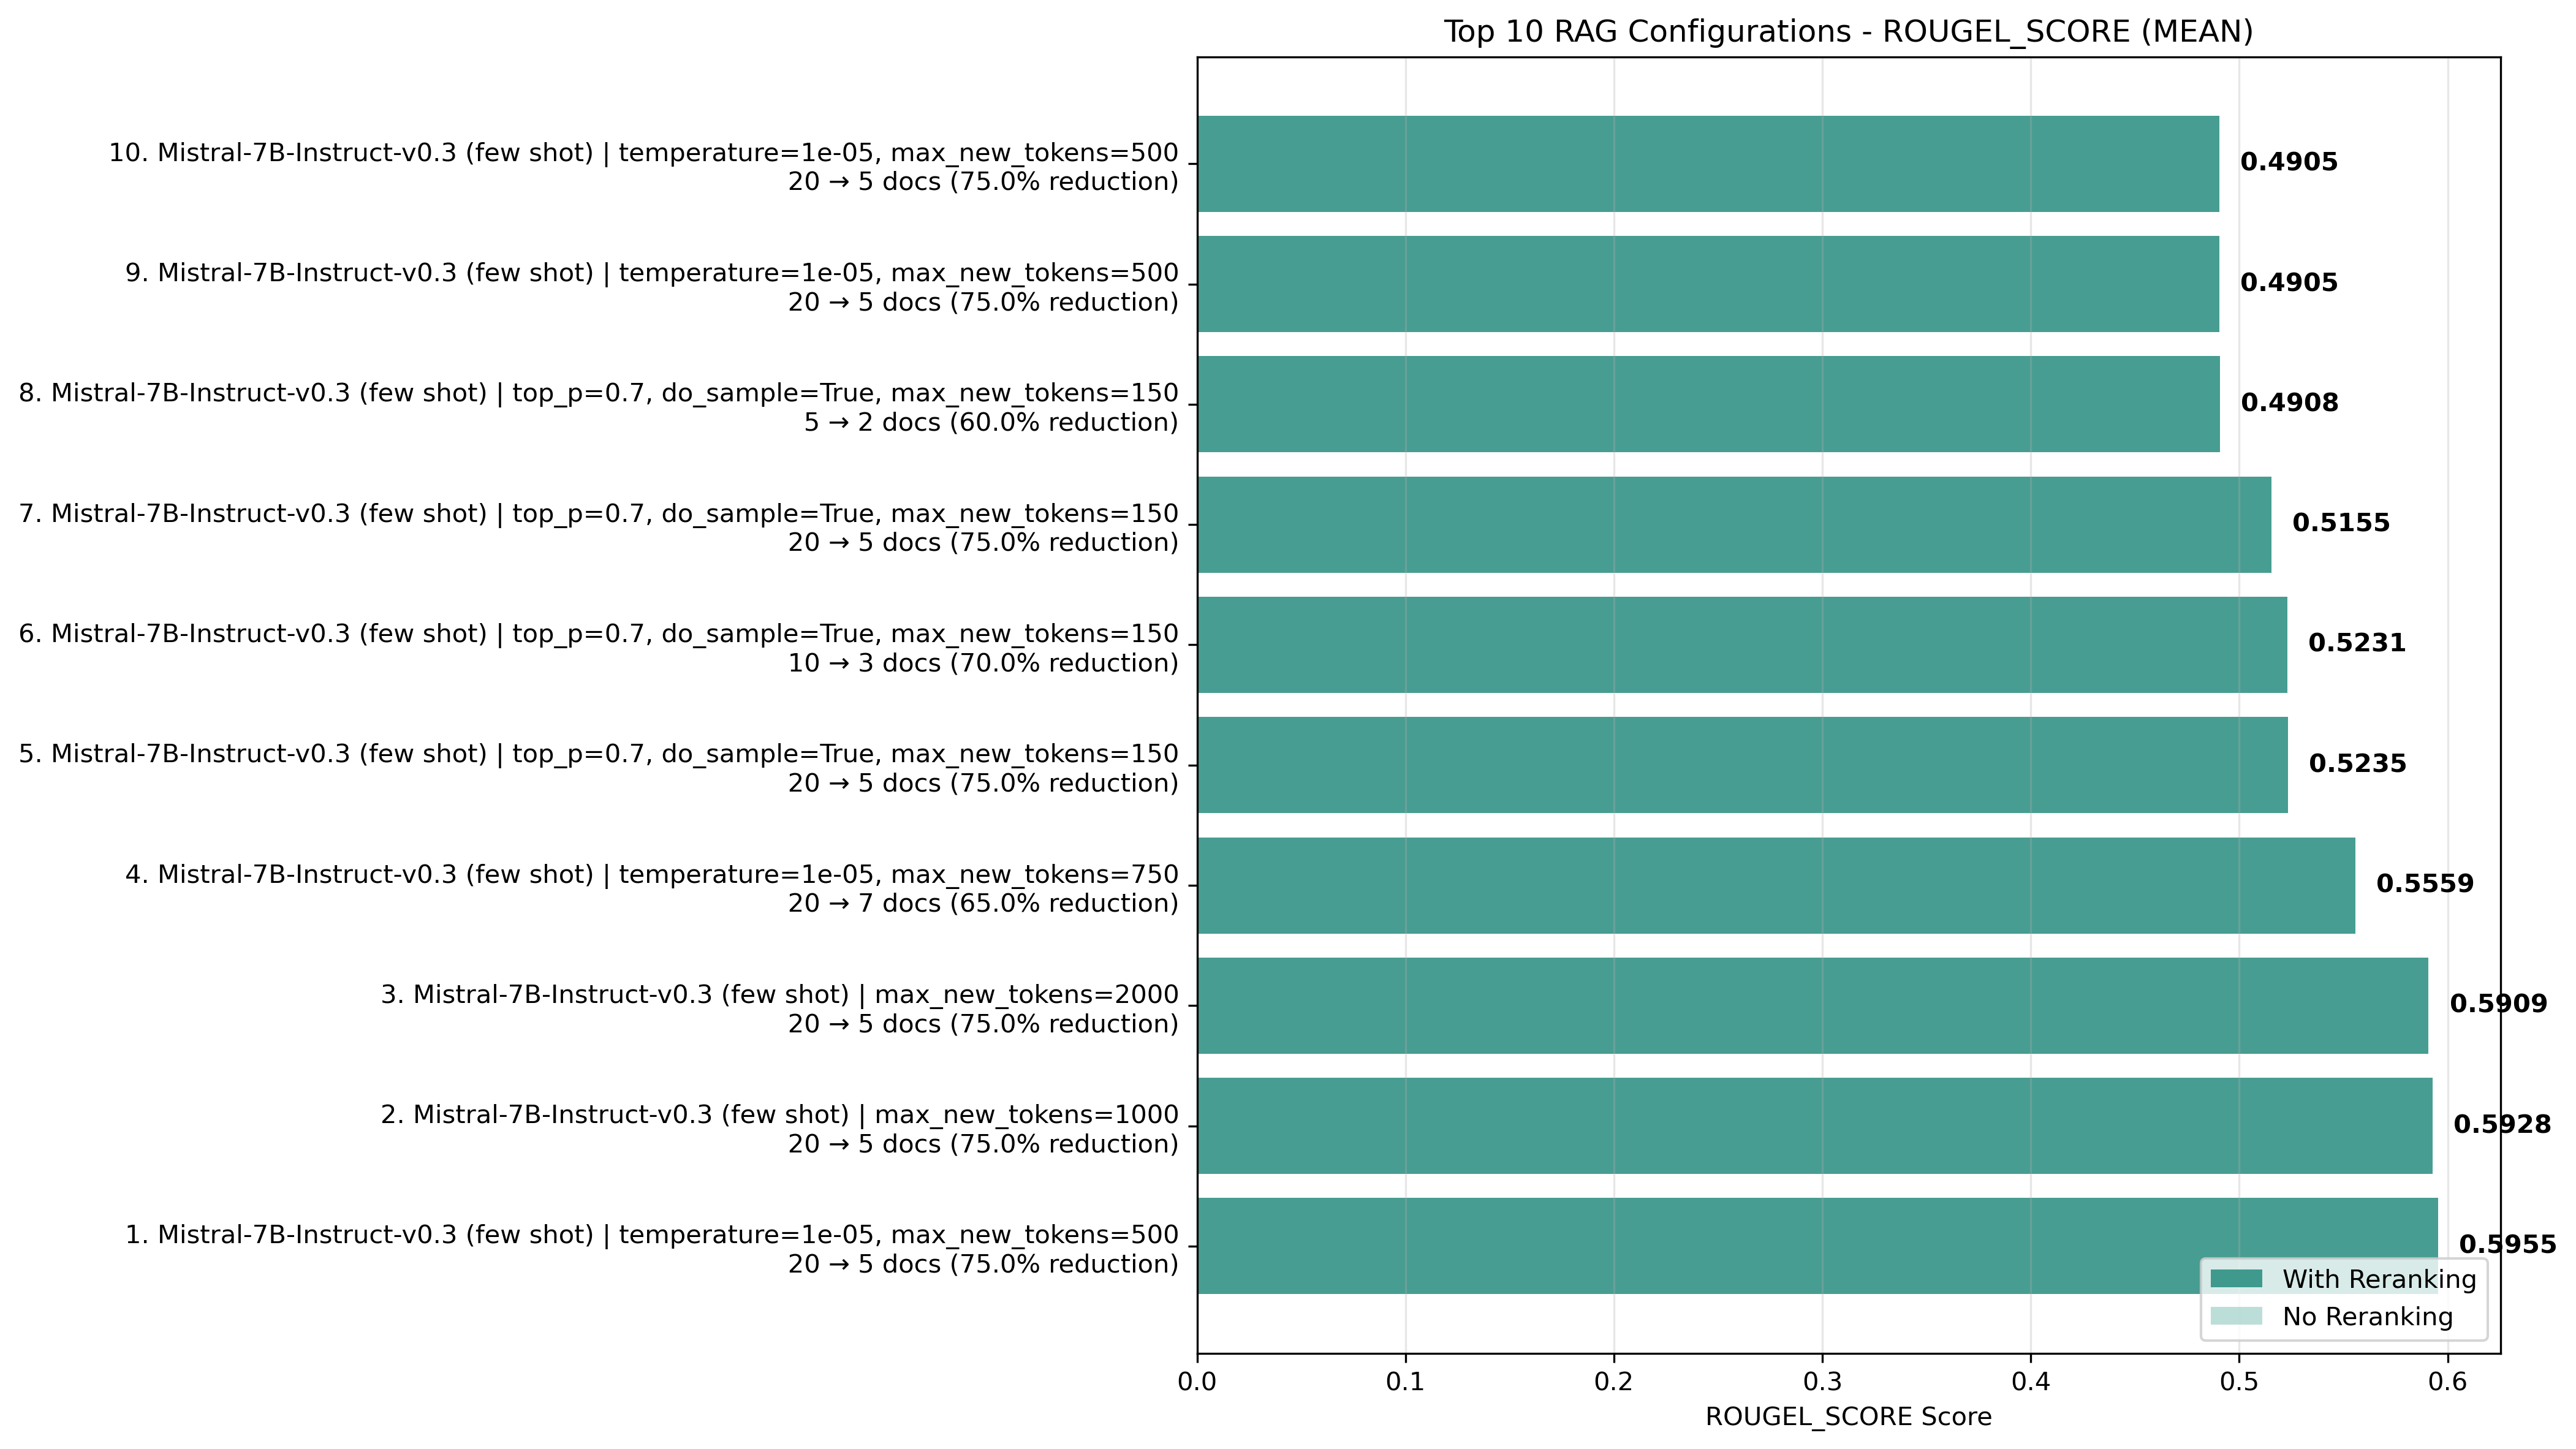 Top 10 RAG Configurations - ROUGEL_SCORE (MEAN)
10. Mistral-7B-Instruct-v0.3 (few shot) | temperature=1e-05, max_new_tokens=500
20 → 5 docs (75.0% reduction)
0.4905
9. Mistral-7B-Instruct-v0.3 (few shot) | temperature=1e-05, max_new_tokens=500
20 → 5 docs (75.0% reduction)
0.4905
8. Mistral-7B-Instruct-v0.3 (few shot) | top_p=0.7, do_sample=True, max_new_tokens=150
5 → 2 docs (60.0% reduction)
0.4908
7. Mistral-7B-Instruct-v0.3 (few shot) | top_p=0.7, do_sample=True, max_new_tokens=150
20 → 5 docs (75.0% reduction)
0.5155
6. Mistral-7B-Instruct-v0.3 (few shot) | top_p=0.7, do_sample=True, max_new_tokens=150
10 → 3 docs (70.0% reduction)
0.5231
5. Mistral-7B-Instruct-v0.3 (few shot) | top_p=0.7, do_sample=True, max_new_tokens=150
20 → 5 docs (75.0% reduction)
0.5235
4. Mistral-7B-Instruct-v0.3 (few shot) | temperature=1e-05, max_new_tokens=750
20 → 7 docs (65.0% reduction)
0.5559
3. Mistral-7B-Instruct-v0.3 (few shot) | max_new_tokens=2000
20 → 5 docs (75.0% reduction)
0.5909
2. Mistral-7B-Instruct-v0.3 (few shot) | max_new_tokens=1000
20 → 5 docs (75.0% reduction)
0.5928
1. Mistral-7B-Instruct-v0.3 (few shot) | temperature=1e-05, max_new_tokens=500
20 → 5 docs (75.0% reduction)
0.5955
With Reranking
No Reranking
0.0 0.1 0.2 0.3 0.4 0.5 0.6
ROUGEL_SCORE Score